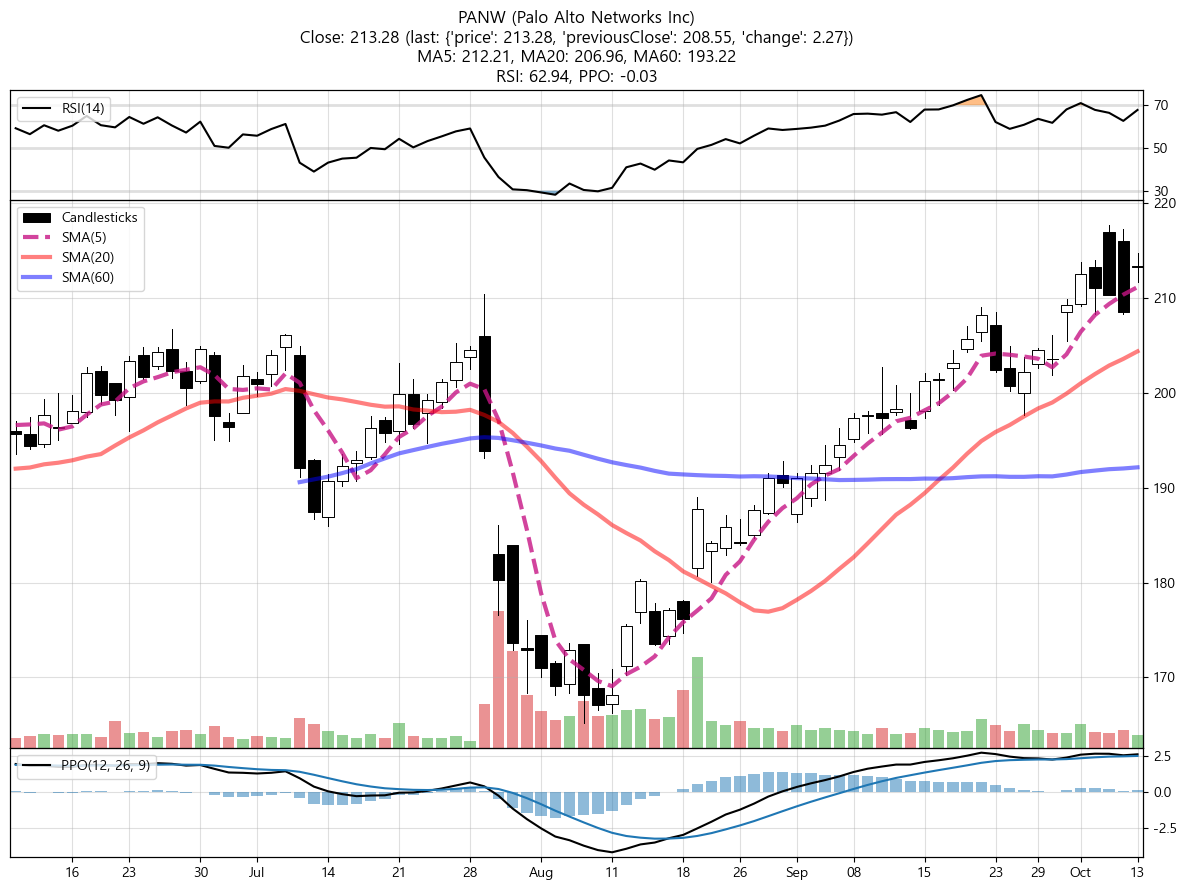 PANW (Palo Alto Networks Inc)
Close: 213.28 (last: {'price': 213.28, 'previousClose': 208.55, 'change': 2.27})
MA5: 212.21, MA20: 206.96, MA60: 193.22
RSI: 62.94, PPO: -0.03
RSI(14)
70
50
30
Candlesticks
SMA(5)
SMA(20)
SMA(60)
220
210
200
190
180
170
PPO(12, 26, 9)
2.5
0.0
-2.5
16 23 30 Jul 14 21 28 Aug 11 18 26 Sep 08 15 23 29 Oct 13